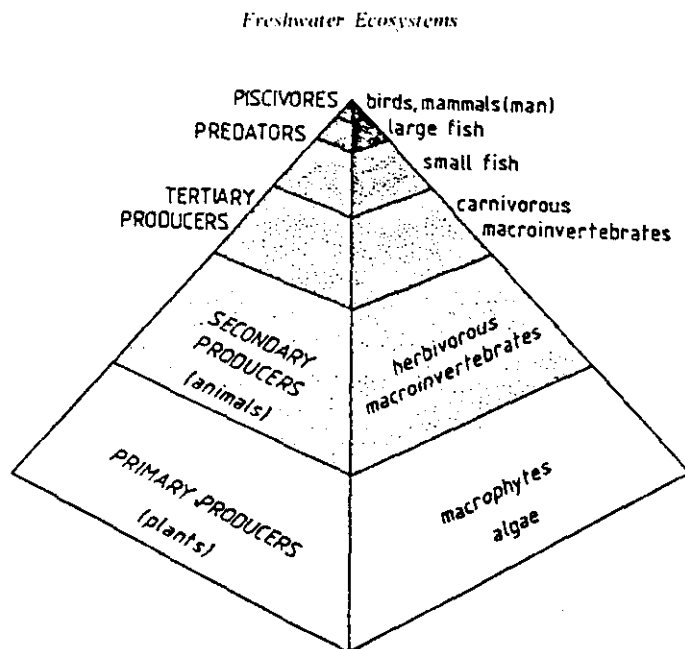 Freshwater Ecosystems
PISCIVORES
birds, mammals (man)
PREDATORS
large fish
small fish
TERTIARY
PRODUCERS
carnivorous
macroinvertebrates
SECONDARY
PRODUCERS
(animals)
herbivorous
macroinvertebrates
PRIMARY PRODUCERS
(plants)
macrophytes
algae